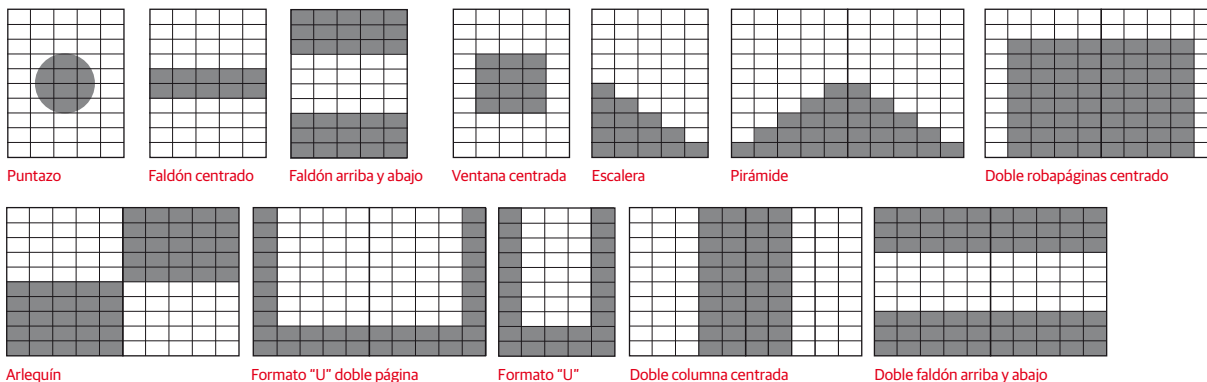 Puntazo
Faldón centrado
Faldón arriba y abajo
Ventana centrada
Escalera
Pirámide
Doble robapáginas centrado
Arlequín
Formato "U" doble página
Formato "U"
Doble columna centrada
Doble faldón arriba y abajo